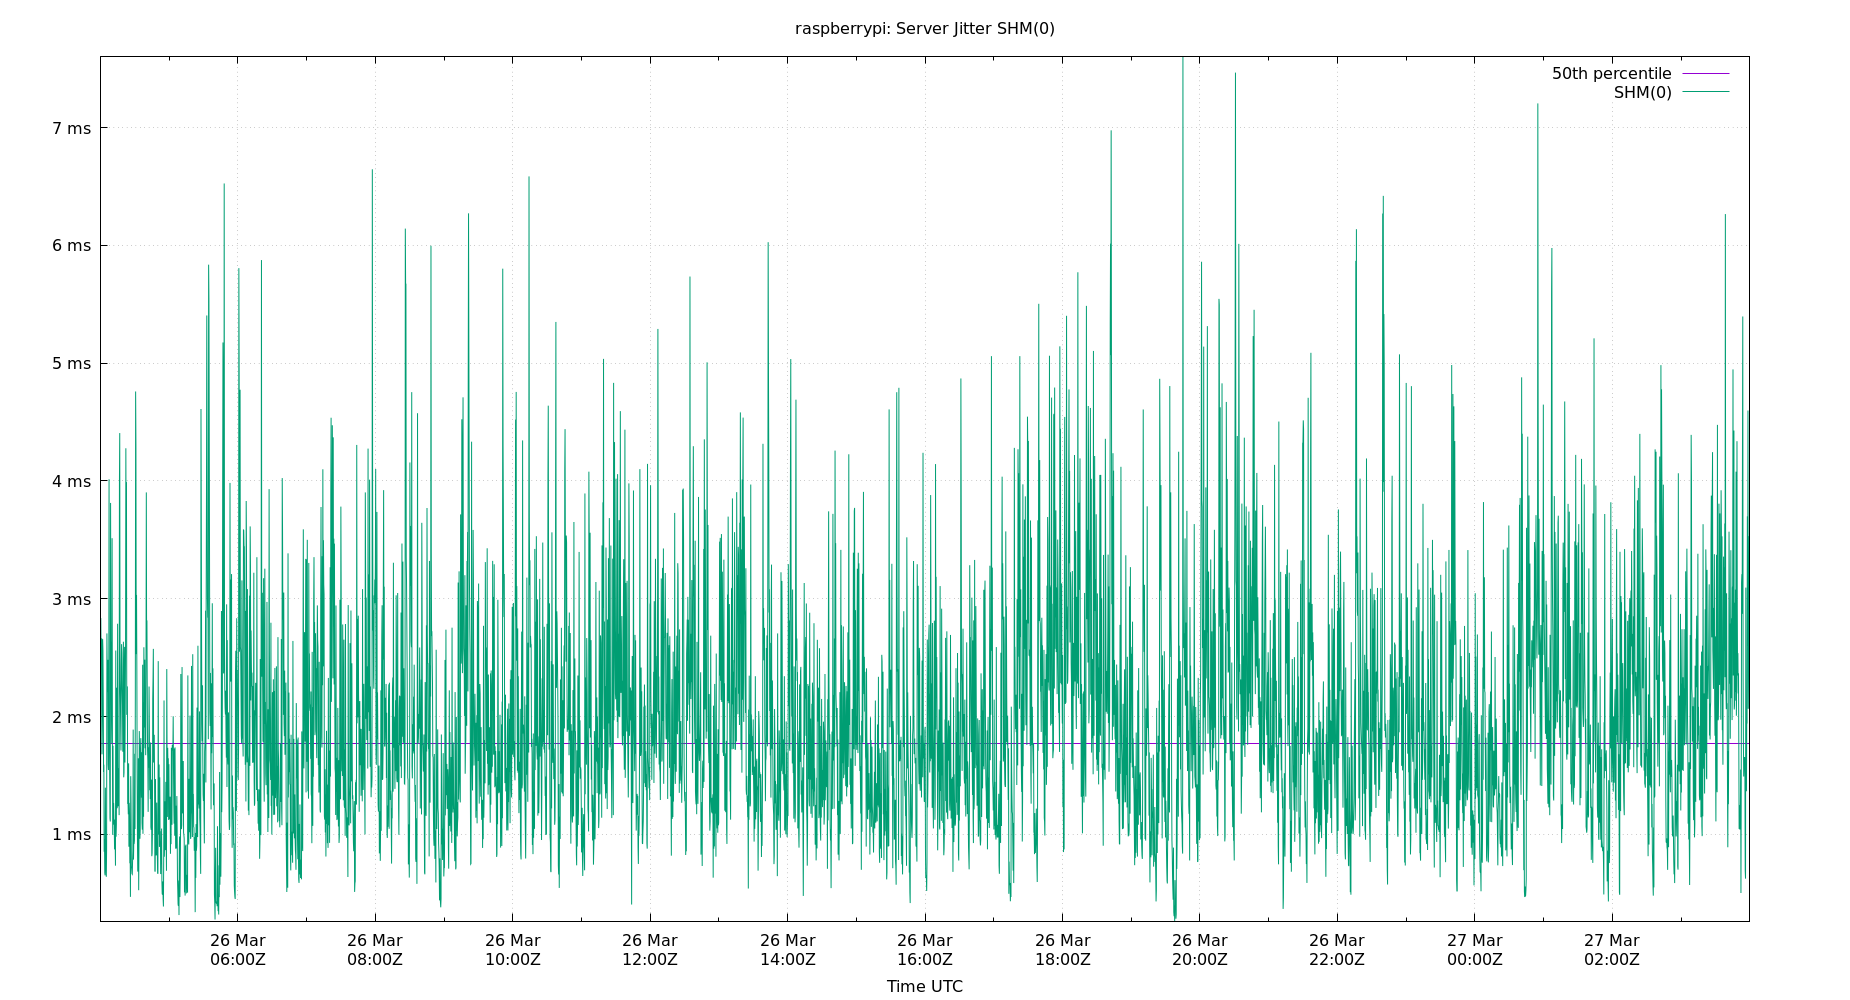 raspberrypi: Server Jitter SHM(0)
50th percentile
SHM(0)
7 ms
6 ms
5 ms
4 ms
3 ms
2 ms
1 ms
26 Mar 26 Mar 26 Mar 26 Mar 26 Mar 26 Mar 26 Mar 26 Mar 26 Mar 27 Mar 27 Mar
06:00Z 08:00Z 10:00Z 12:00Z 14:00Z 16:00Z 18:00Z 20:00Z 22:00Z 00:00Z 02:00Z
Time UTC